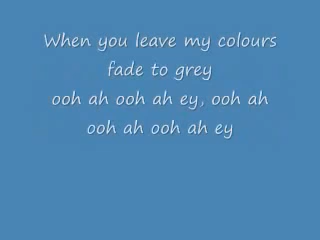 When you leave my colours
fade to grey
ooh ah ooh ah ey, ooh ah
ooh ah ooh ah ey